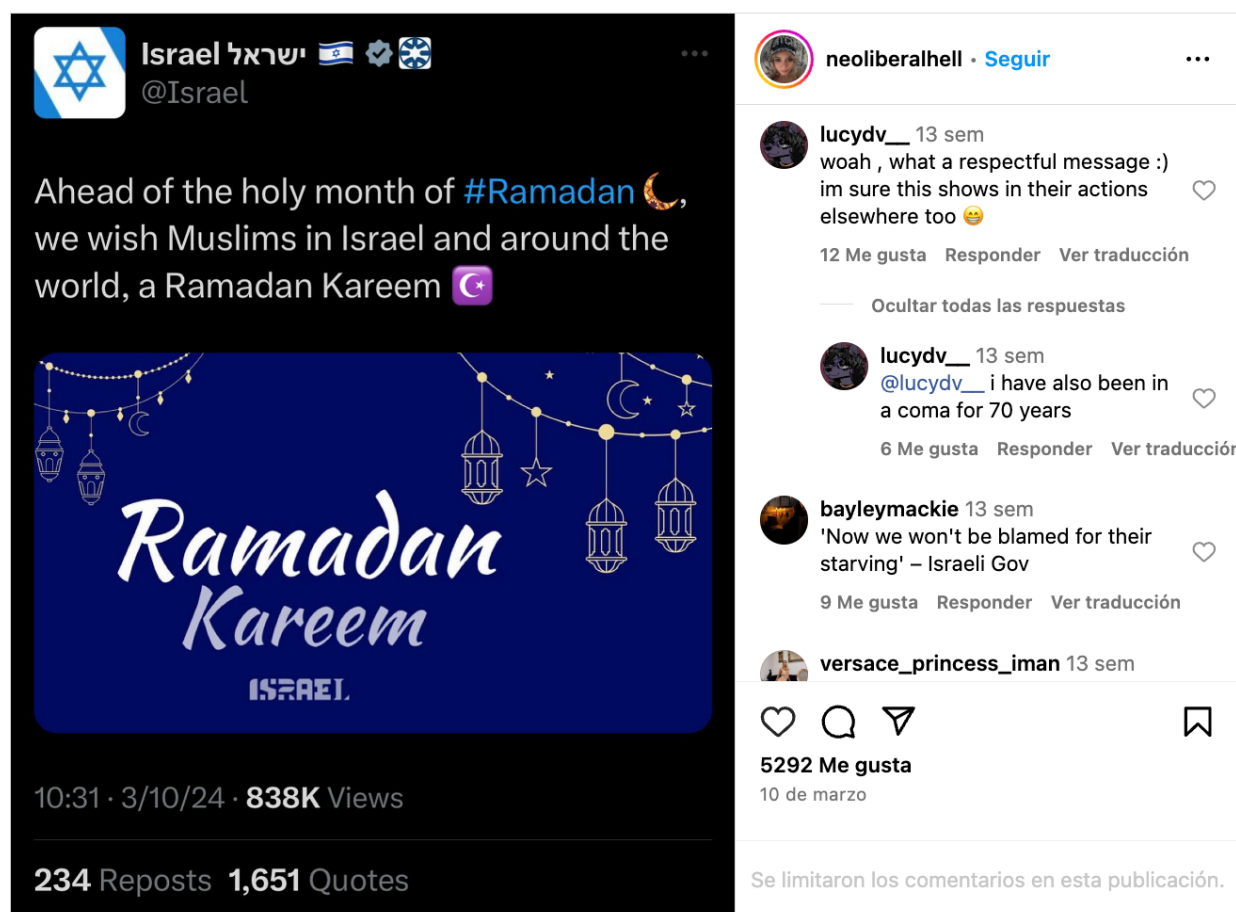 Israel ישראל
@Israel
Ahead of the holy month of #Ramadan,
we wish Muslims in Israel and around the
world, a Ramadan Kareem
Ramadan
Kareem
ISRAEL
10:31 · 3/10/24 · 838K Views
234 Reposts 1,651 Quotes
neoliberalhell • Seguir
lucydv__ 13 sem
woah , what a respectful message :)
im sure this shows in their actions
elsewhere too 😁
12 Me gusta Responder Ver traducción
Ocultar todas las respuestas
lucydv__ 13 sem
@lucydv__ i have also been in
a coma for 70 years
6 Me gusta Responder Ver traducción
bayleymackie 13 sem
'Now we won't be blamed for their
starving' – Israeli Gov
9 Me gusta Responder Ver traducción
versace_princess_iman 13 sem
5292 Me gusta
10 de marzo
Se limitaron los comentarios en esta publicación.